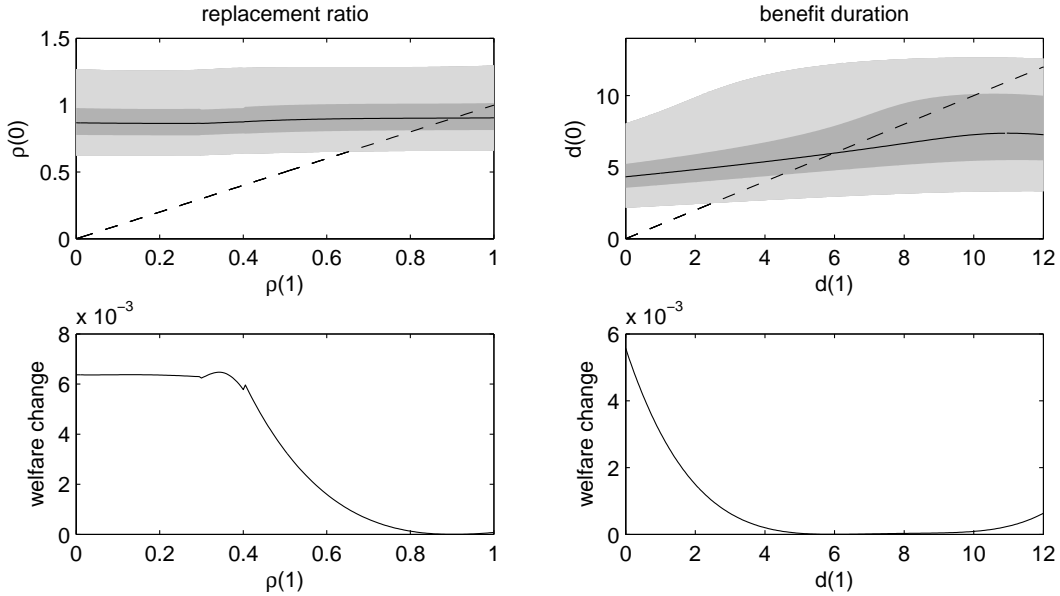 replacement ratio
1.5
1
0.5
0
ρ(0)
0 0.2 0.4 0.6 0.8 1
ρ(1)
benefit duration
10
5
0
d(0)
0 2 4 6 8 10 12
d(1)
x 10⁻³
8
6
4
2
0
welfare change
0 0.2 0.4 0.6 0.8 1
ρ(1)
x 10⁻³
6
4
2
0
welfare change
0 2 4 6 8 10 12
d(1)